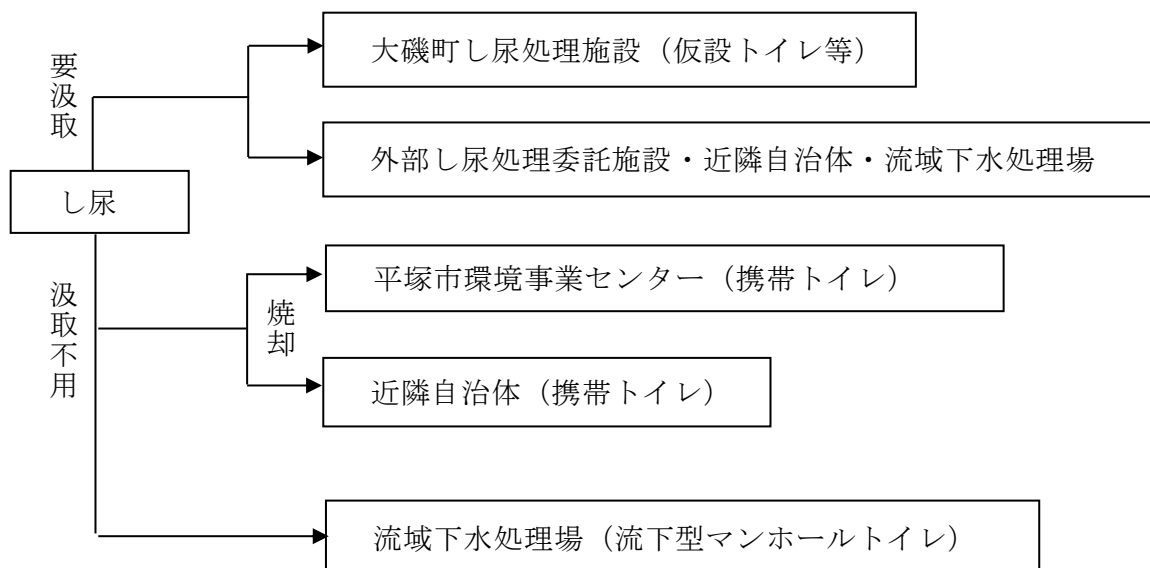 要汲取
大磯町し尿処理施設（仮設トイレ等）
外部し尿処理委託施設・近隣自治体・流域下水処理場
し尿
汲取不用
焼却
平塚市環境事業センター（携帯トイレ）
近隣自治体（携帯トイレ）
流域下水処理場（流下型マンホールトイレ）